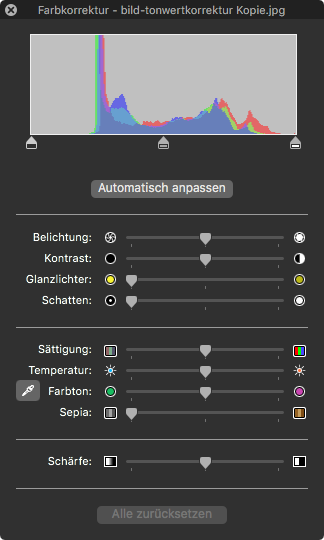 Farbkorrektur - bild-tonwertkorrektur Kopie.jpg
Automatisch anpassen
Belichtung:
Kontrast:
Glanzlichter:
Schatten:
Sättigung:
Temperatur:
Farbton:
Sepia:
Schärfe:
Alle zurücksetzen